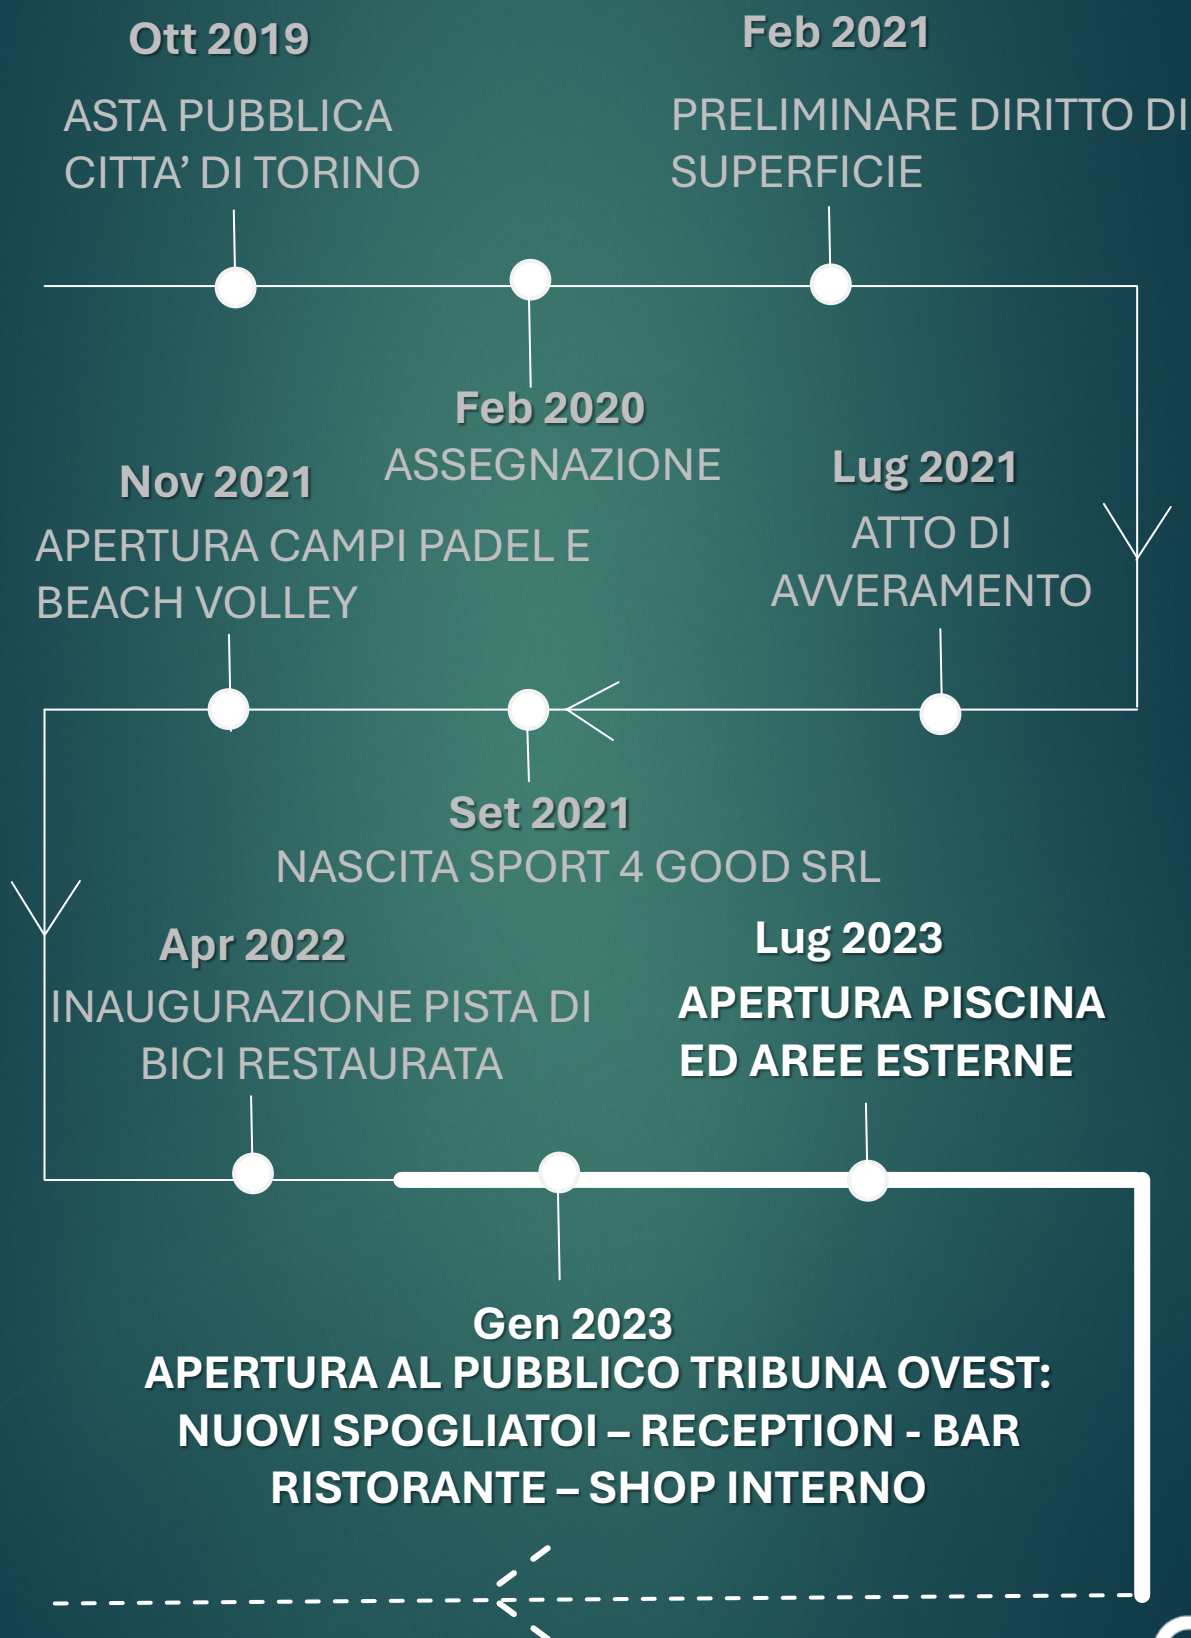 Ott 2019
ASTA PUBBLICA
CITTA’ DI TORINO
Feb 2020
ASSEGNAZIONE
Feb 2021
PRELIMINARE DIRITTO DI
SUPERFICIE
Lug 2021
ATTO DI
AVVERAMENTO
Set 2021
NASCITA SPORT 4 GOOD SRL
Nov 2021
APERTURA CAMPI PADEL E
BEACH VOLLEY
Apr 2022
INAUGURAZIONE PISTA DI
BICI RESTAURATA
Gen 2023
APERTURA AL PUBBLICO TRIBUNA OVEST:
NUOVI SPOGLIATOI – RECEPTION - BAR
RISTORANTE – SHOP INTERNO
Lug 2023
APERTURA PISCINA
ED AREE ESTERNE